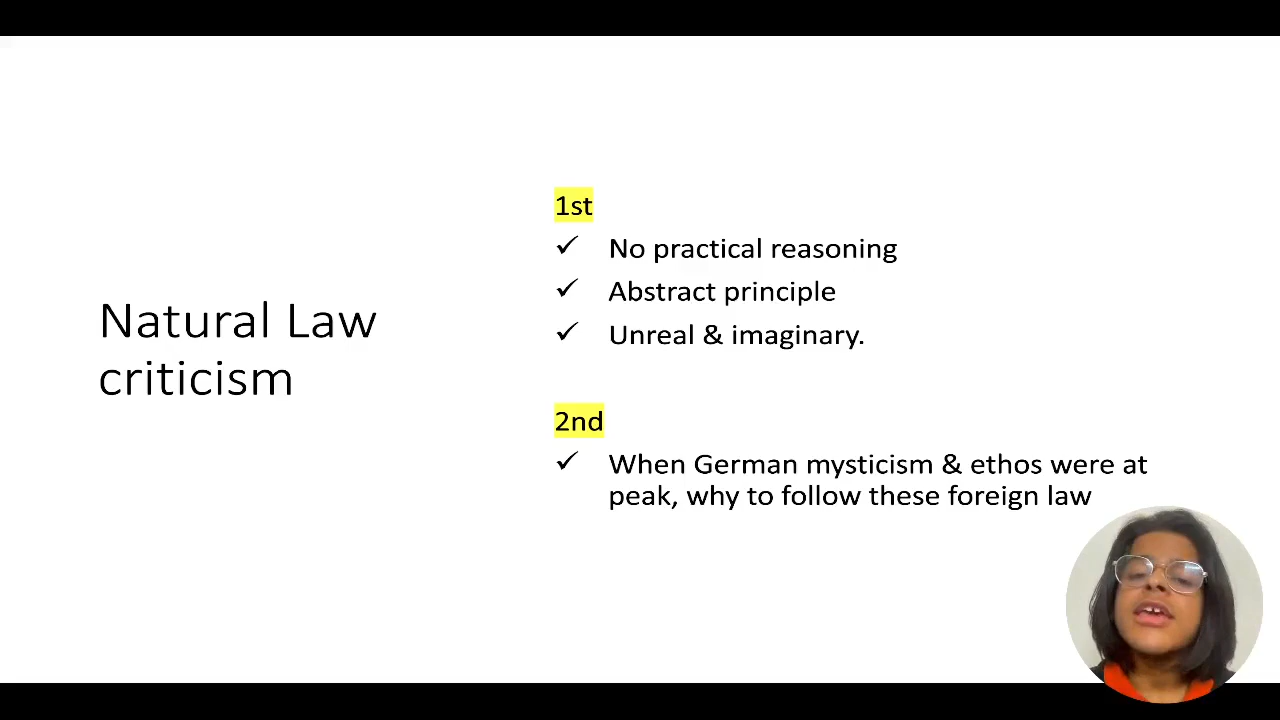 Natural Law
criticism
1st
✓ No practical reasoning
✓ Abstract principle
✓ Unreal & imaginary.
2nd
✓ When German mysticism & ethos were at
peak, why to follow these foreign law